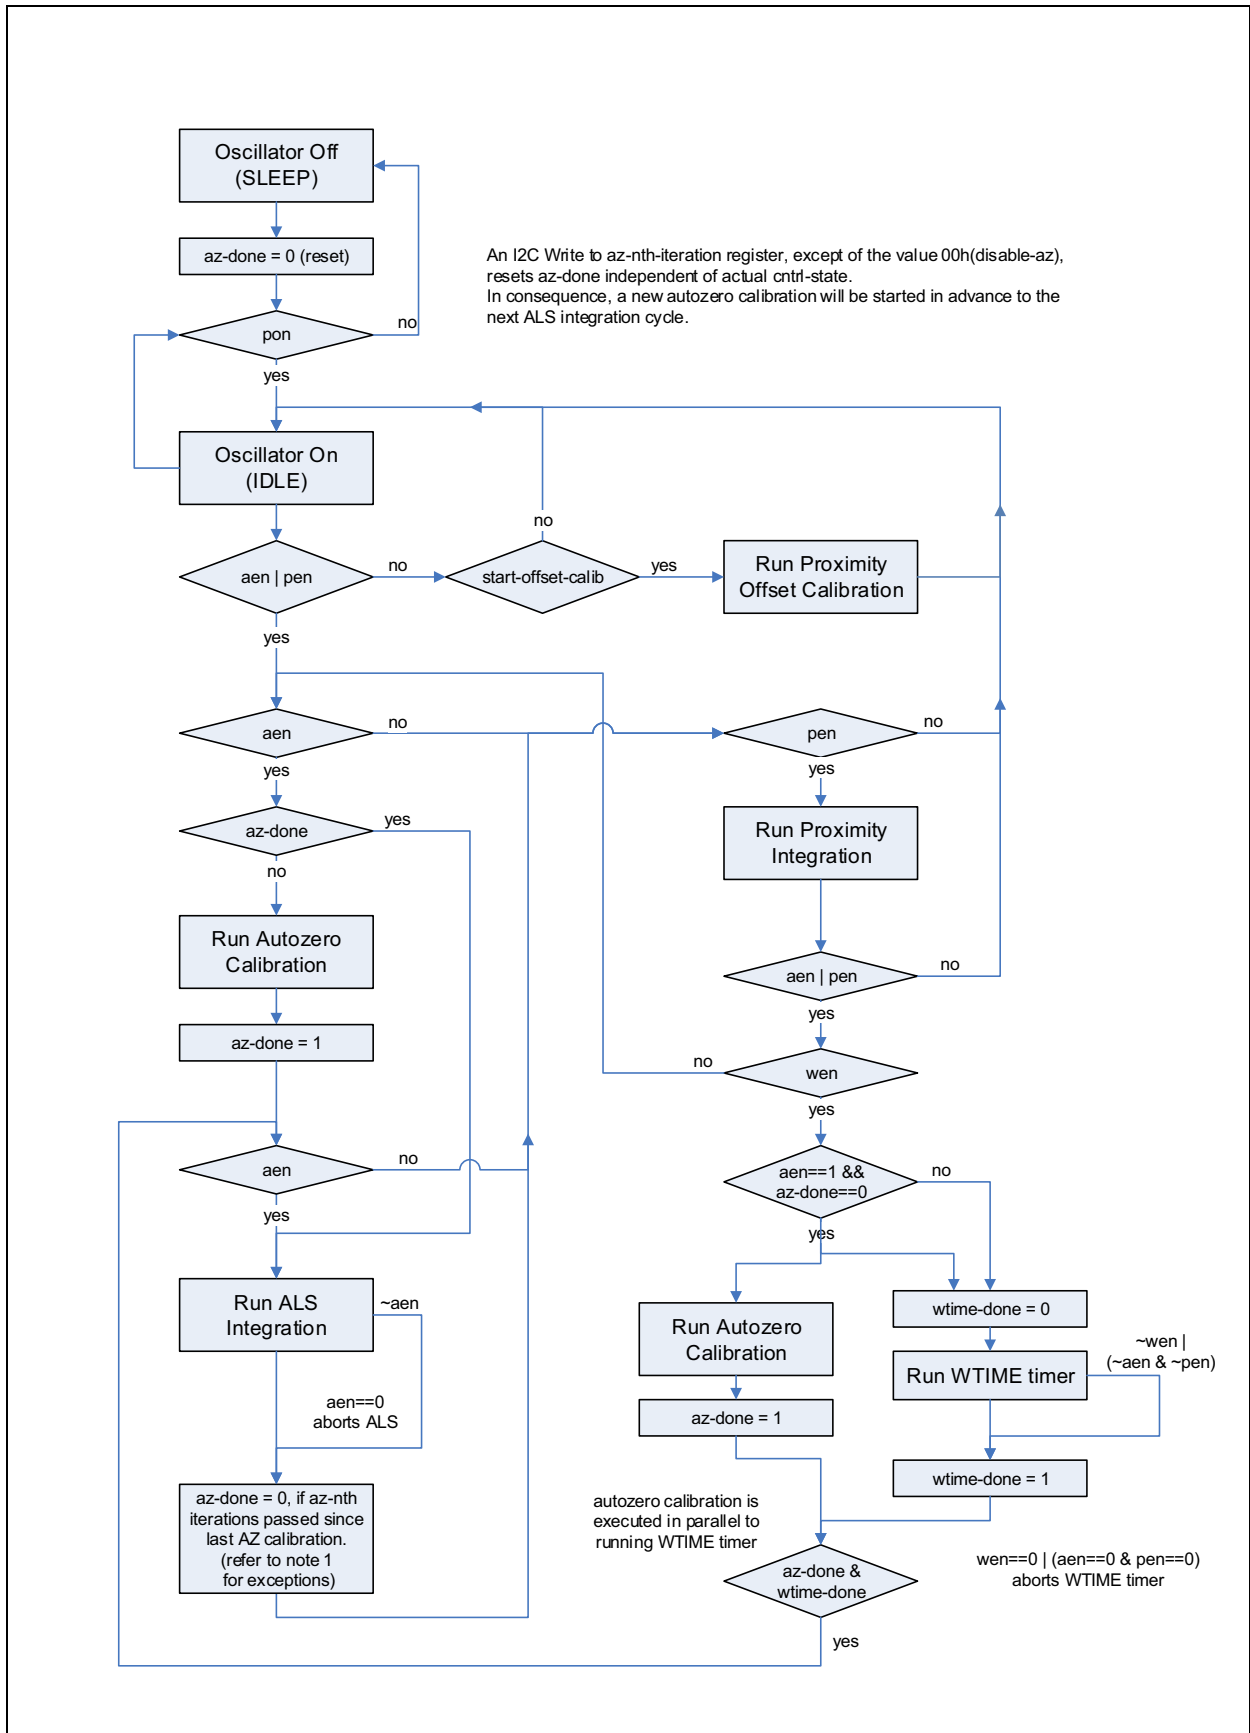 Oscillator Off
(SLEEP)
az-done = 0 (reset)
An I2C Write to az-nth-iteration register, except of the value 00h(disable-az),
resets az-done independent of actual cntrl-state.
In consequence, a new autozero calibration will be started in advance to the
next ALS integration cycle.
pon
no
yes
Oscillator On
(IDLE)
no
aen | pen
no
start-offset-calib
yes
Run Proximity
Offset Calibration
yes
aen
no
pen
no
yes
yes
az-done
yes
Run Proximity
Integration
no
Run Autozero
Calibration
aen | pen
no
yes
az-done = 1
no
wen
yes
aen
no
aen==1 &&
az-done==0
no
yes
yes
Run ALS
Integration
~aen
Run Autozero
Calibration
wtime-done = 0
~wen |
(~aen & ~pen)
Run WTIME timer
aen==0
aborts ALS
az-done = 1
wtime-done = 1
az-done = 0, if az-nth
iterations passed since
last AZ calibration.
(refer to note 1
for exceptions)
autozero calibration is
executed in parallel to
running WTIME timer
az-done &
wtime-done
wen==0 | (aen==0 & pen==0)
aborts WTIME timer
yes